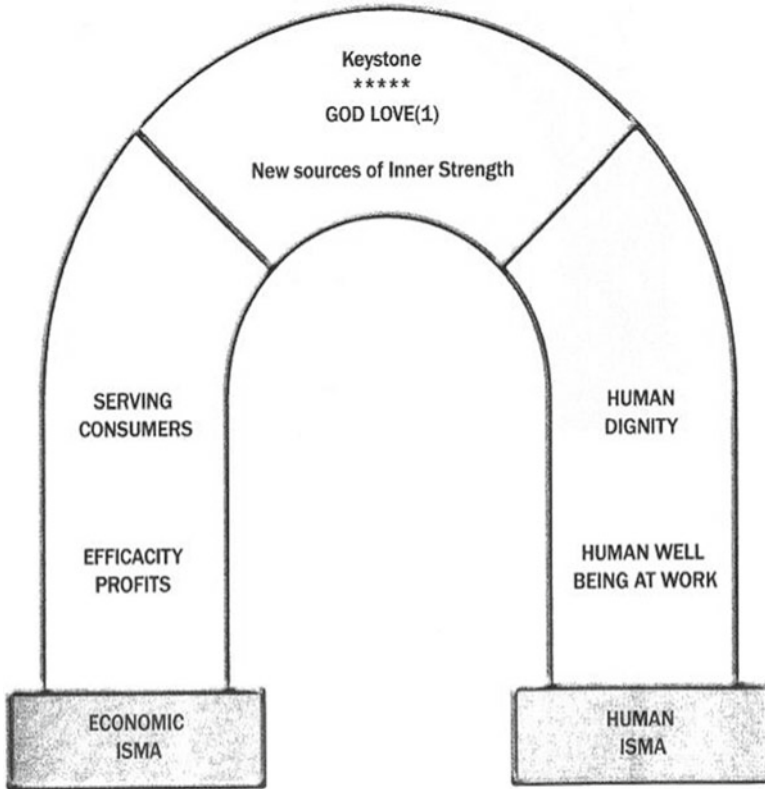 Keystone
*****
GOD LOVE(1)
New sources of Inner Strength
SERVING
CONSUMERS
EFFICACITY
PROFITS
HUMAN
DIGNITY
HUMAN WELL
BEING AT WORK
ECONOMIC
ISMA
HUMAN
ISMA